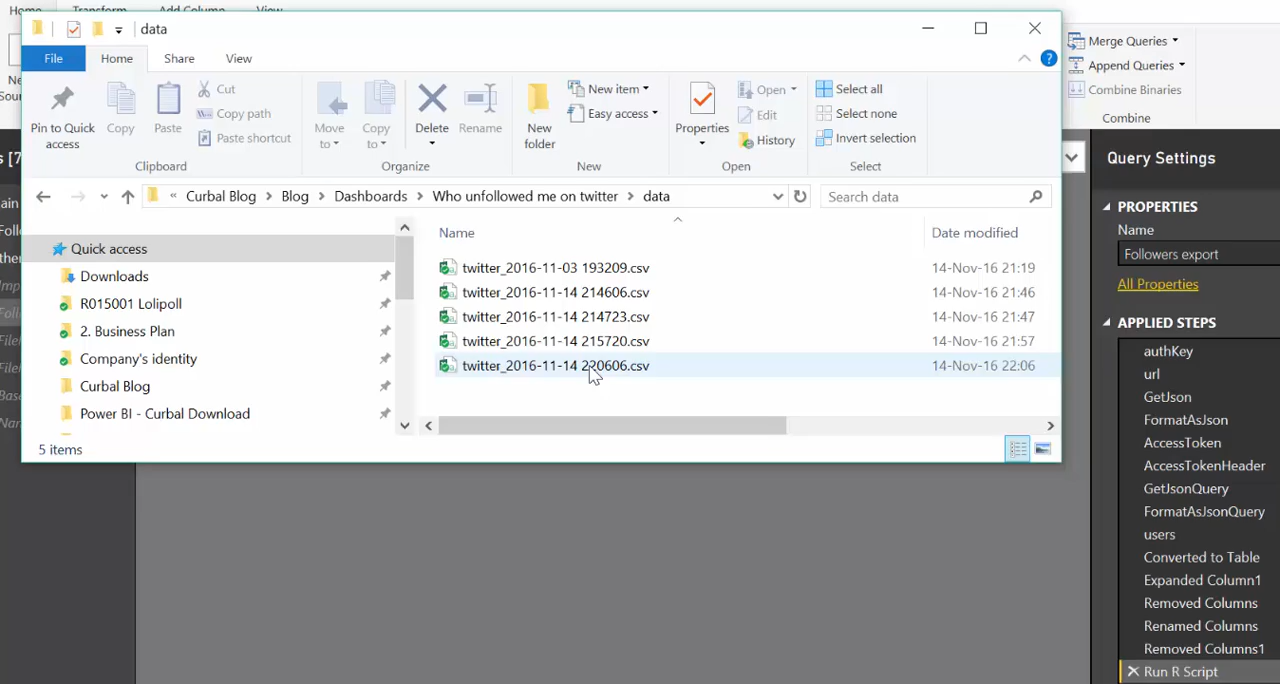 Home Transform Add Column View
data
File Home Share View
Pin to Quick access
Copy
Paste
Cut
Copy path
Paste shortcut
Clipboard
Move to
Copy to
Delete
Rename
Organize
New folder
New item
Easy access
New
Properties
Open
Edit
History
Open
Select all
Select none
Invert selection
Select
Merge Queries
Append Queries
Combine Binaries
Combine
« Curbal Blog > Blog > Dashboards > Who unfollowed me on twitter > data
Search data
Name Date modified
Quick access
Downloads
R015001 Lolipoll
2. Business Plan
Company's identity
Curbal Blog
Power BI - Curbal Download
twitter_2016-11-03 193209.csv 14-Nov-16 21:19
twitter_2016-11-14 214606.csv 14-Nov-16 21:46
twitter_2016-11-14 214723.csv 14-Nov-16 21:47
twitter_2016-11-14 215720.csv 14-Nov-16 21:57
twitter_2016-11-14 220606.csv 14-Nov-16 22:06
5 items
Query Settings
PROPERTIES
Name
Followers export
All Properties
APPLIED STEPS
authKey
url
GetJson
FormatAsJson
AccessToken
AccessTokenHeader
GetJsonQuery
FormatAsJsonQuery
users
Converted to Table
Expanded Column1
Removed Columns
Renamed Columns
Removed Columns1
Run R Script